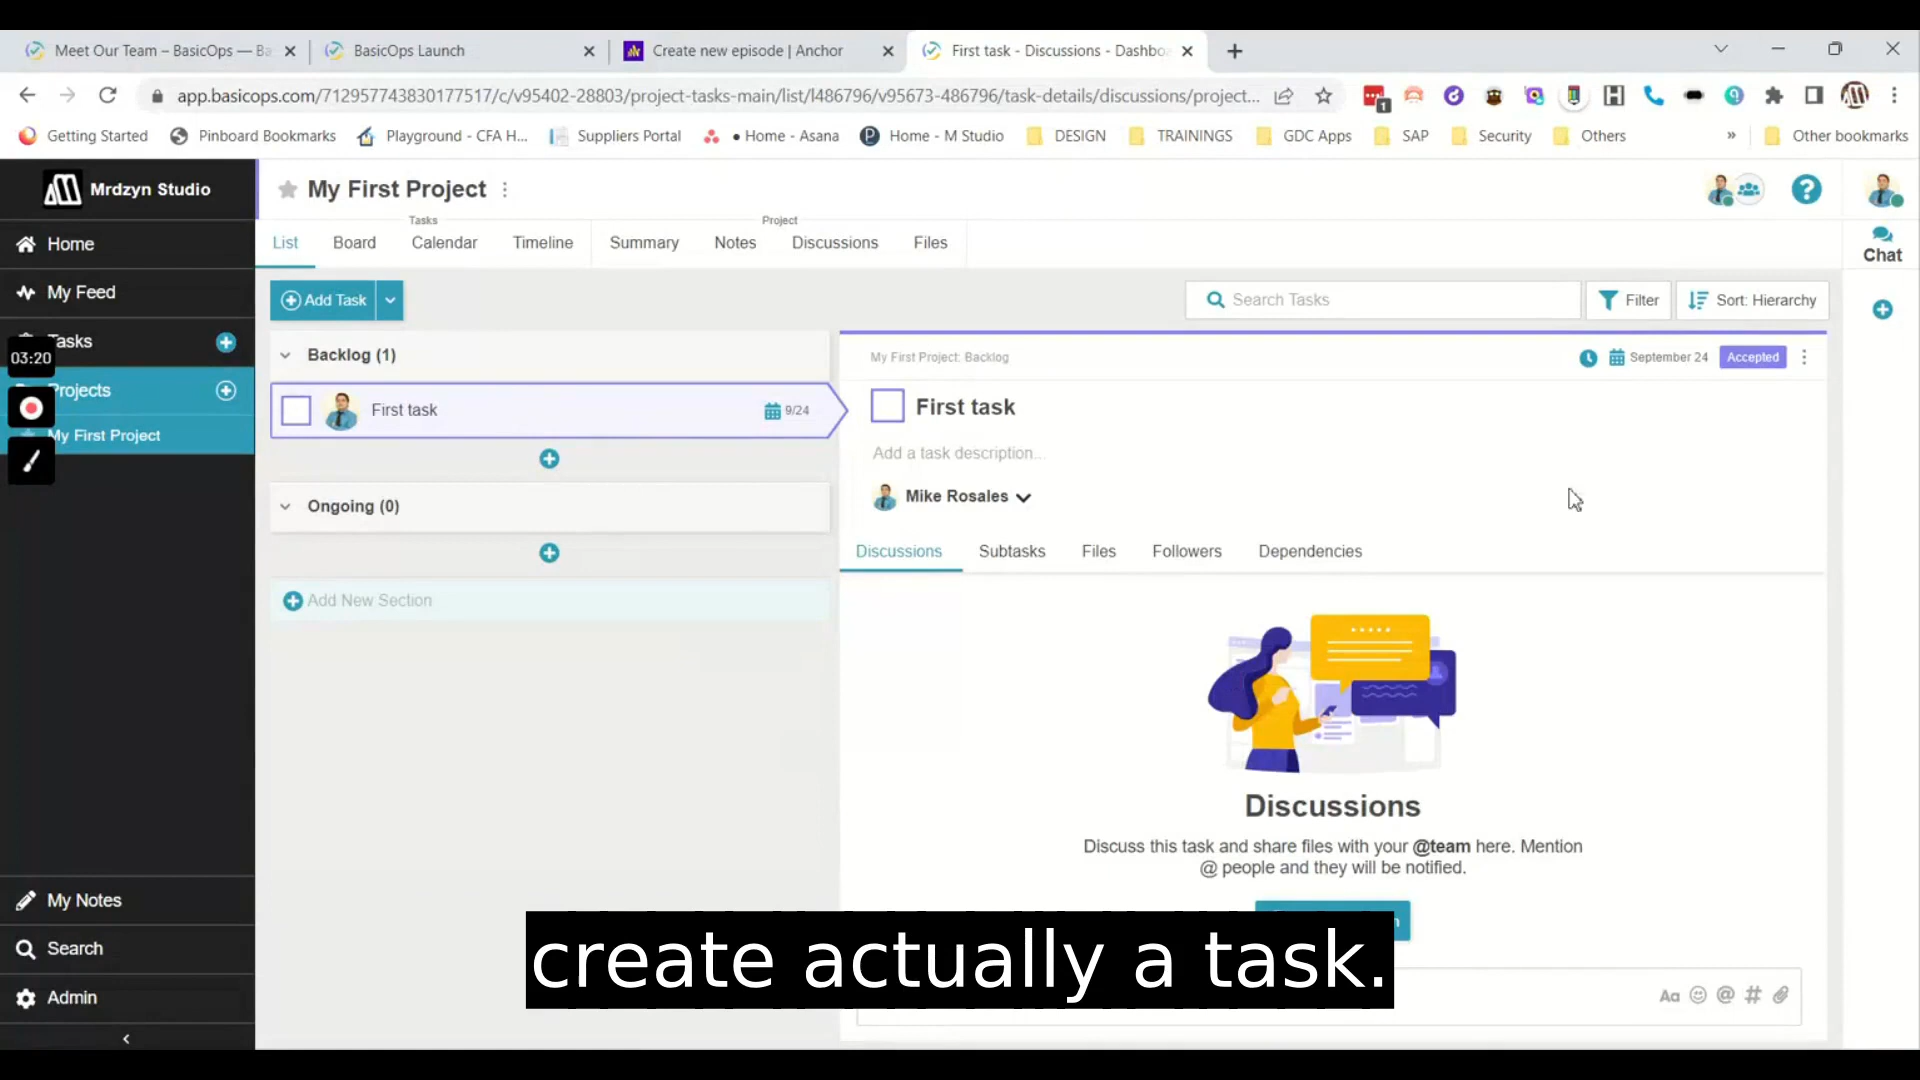 Meet Our Team – BasicOps — Ba
BasicOps Launch
Create new episode | Anchor
First task - Discussions - Dashbo
app.basicops.com/712957743830177517/c/v95402-28803/project-tasks-main/list/l486796/v95673-486796/task-details/discussions/project...
1
Getting Started
Pinboard Bookmarks
Playground - CFA H...
Suppliers Portal
• Home - Asana
Home - M Studio
DESIGN
TRAININGS
GDC Apps
SAP
Security
Others
»
Other bookmarks
Mrdzyn Studio
My First Project
Tasks
Project
List
Board
Calendar
Timeline
Summary
Notes
Discussions
Files
Chat
Home
My Feed
Tasks
03:20
Projects
My First Project
My Notes
Search
Admin
Add Task
Search Tasks
Filter
Sort: Hierarchy
Backlog (1)
First task
9/24
Ongoing (0)
Add New Section
My First Project: Backlog
September 24
Accepted
First task
Add a task description...
Mike Rosales
Discussions
Subtasks
Files
Followers
Dependencies
Discussions
Discuss this task and share files with your @team here. Mention
@ people and they will be notified.
create actually a task.
Aa